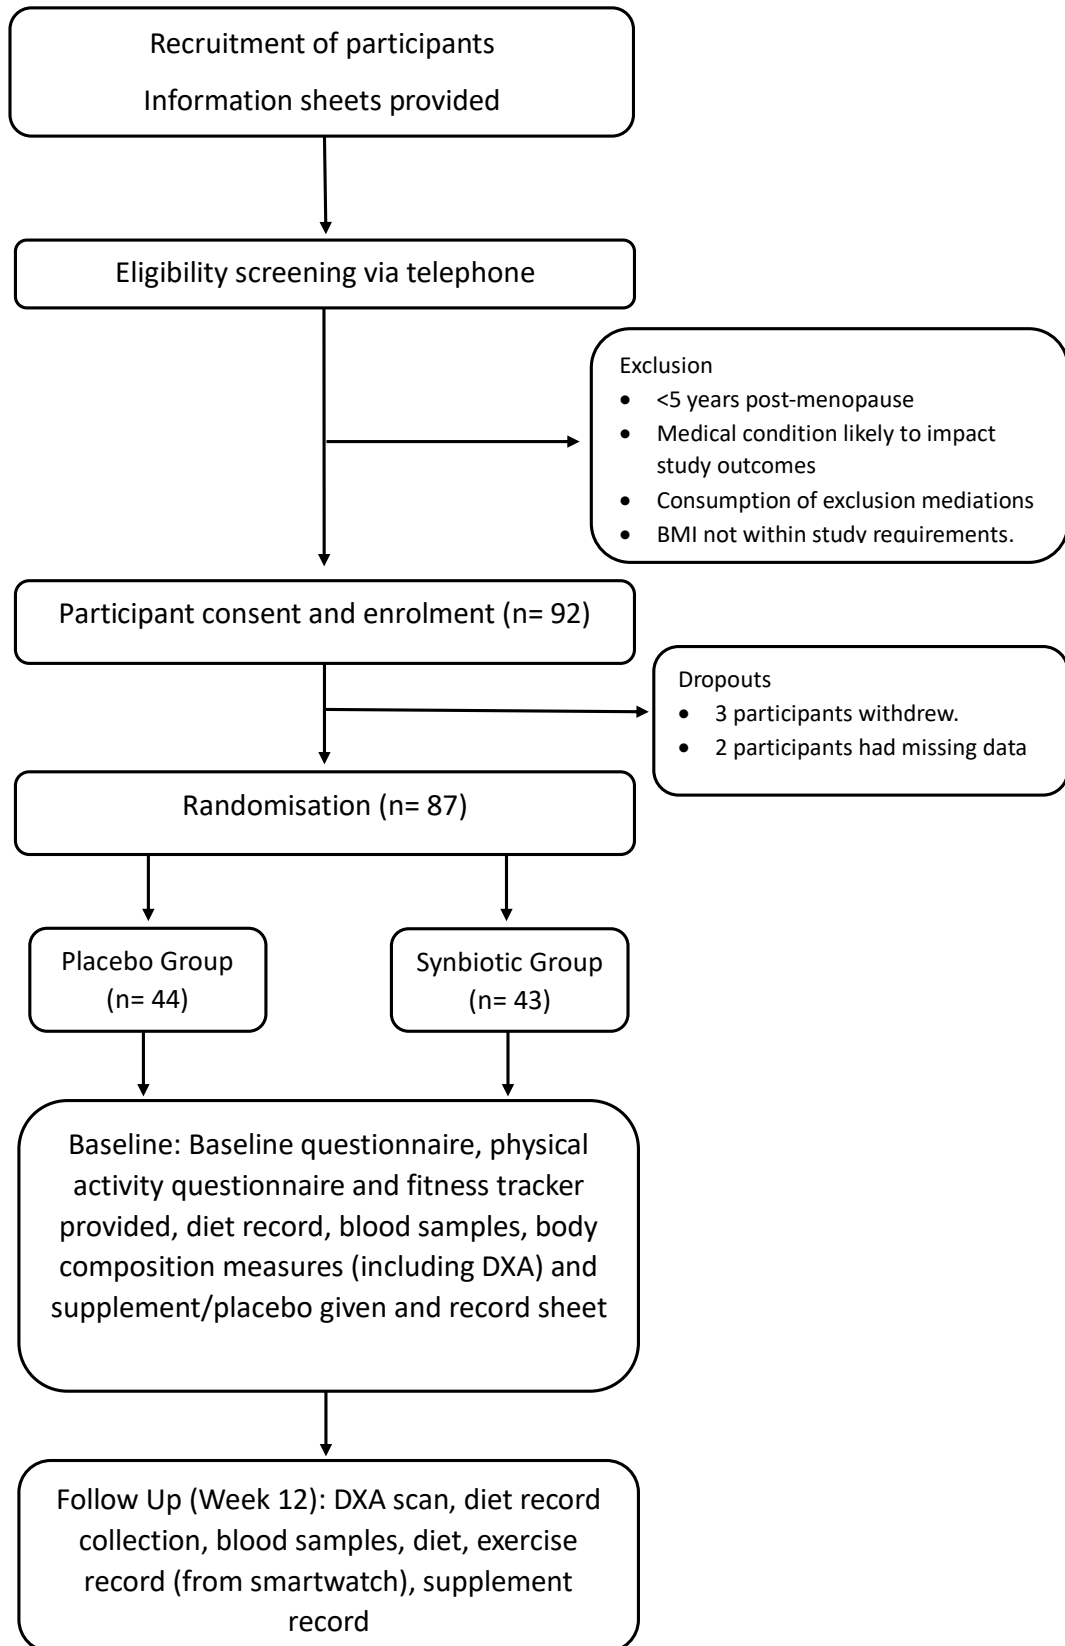 Recruitment of participants
Information sheets provided
Eligibility screening via telephone
Exclusion
• <5 years post-menopause
• Medical condition likely to impact
study outcomes
• Consumption of exclusion mediations
• BMI not within study requirements.
Participant consent and enrolment (n= 92)
Dropouts
• 3 participants withdrew.
• 2 participants had missing data
Randomisation (n= 87)
Placebo Group
(n= 44)
Synbiotic Group
(n= 43)
Baseline: Baseline questionnaire, physical
activity questionnaire and fitness tracker
provided, diet record, blood samples, body
composition measures (including DXA) and
supplement/placebo given and record sheet
Follow Up (Week 12): DXA scan, diet record
collection, blood samples, diet, exercise
record (from smartwatch), supplement
record